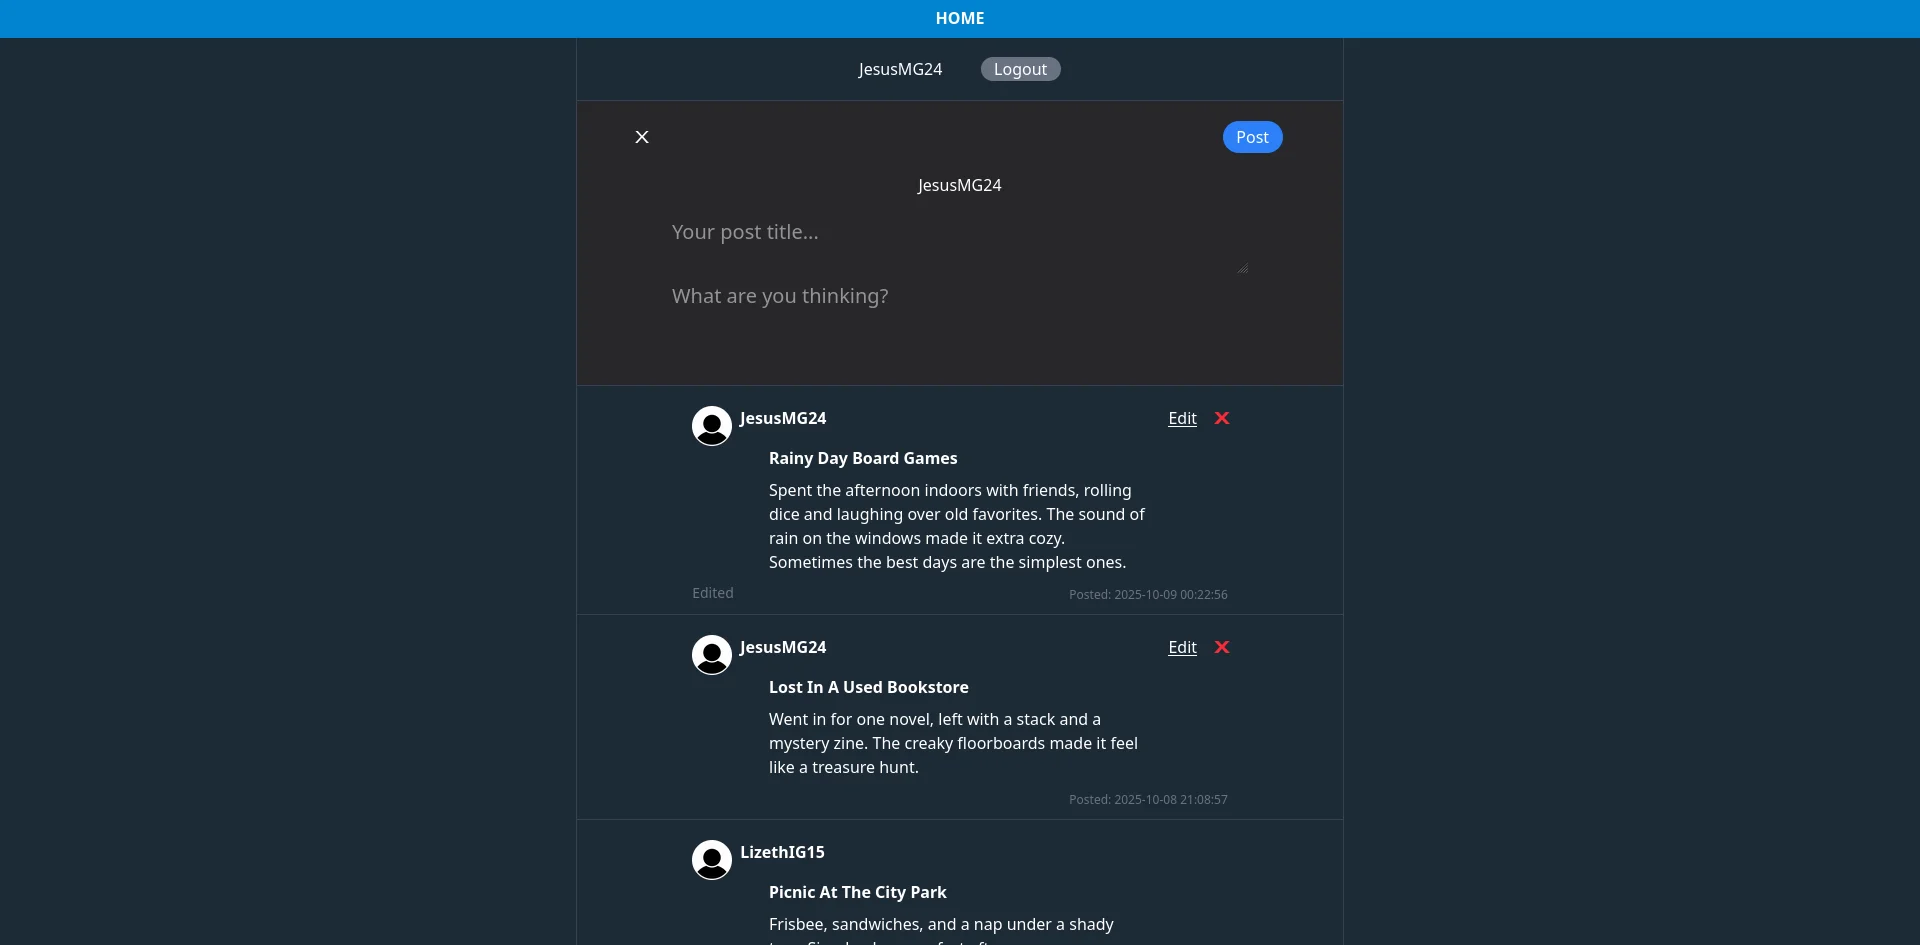 HOME
JesusMG24 Logout
X Post
JesusMG24
Your post title...
What are you thinking?
JesusMG24 Edit X
Rainy Day Board Games
Spent the afternoon indoors with friends, rolling
dice and laughing over old favorites. The sound of
rain on the windows made it extra cozy.
Sometimes the best days are the simplest ones.
Edited Posted: 2025-10-09 00:22:56
JesusMG24 Edit X
Lost In A Used Bookstore
Went in for one novel, left with a stack and a
mystery zine. The creaky floorboards made it feel
like a treasure hunt.
Posted: 2025-10-08 21:08:57
LizethIG15
Picnic At The City Park
Frisbee, sandwiches, and a nap under a shady